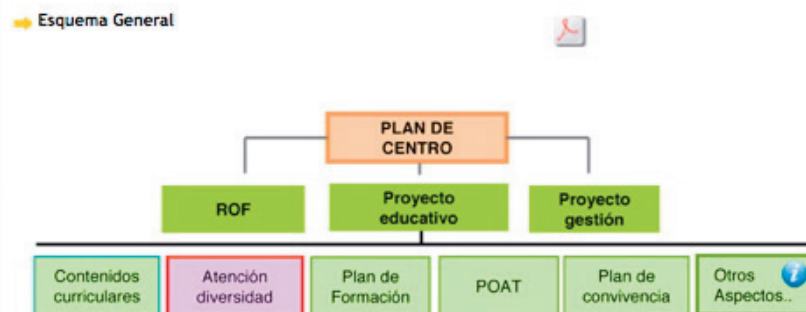 Esquema General
PLAN DE
CENTRO
ROF
Proyecto
educativo
Proyecto
gestión
Contenidos
curriculares
Atención
diversidad
Plan de
Formación
POAT
Plan de
convivencia
Otros
Aspectos..